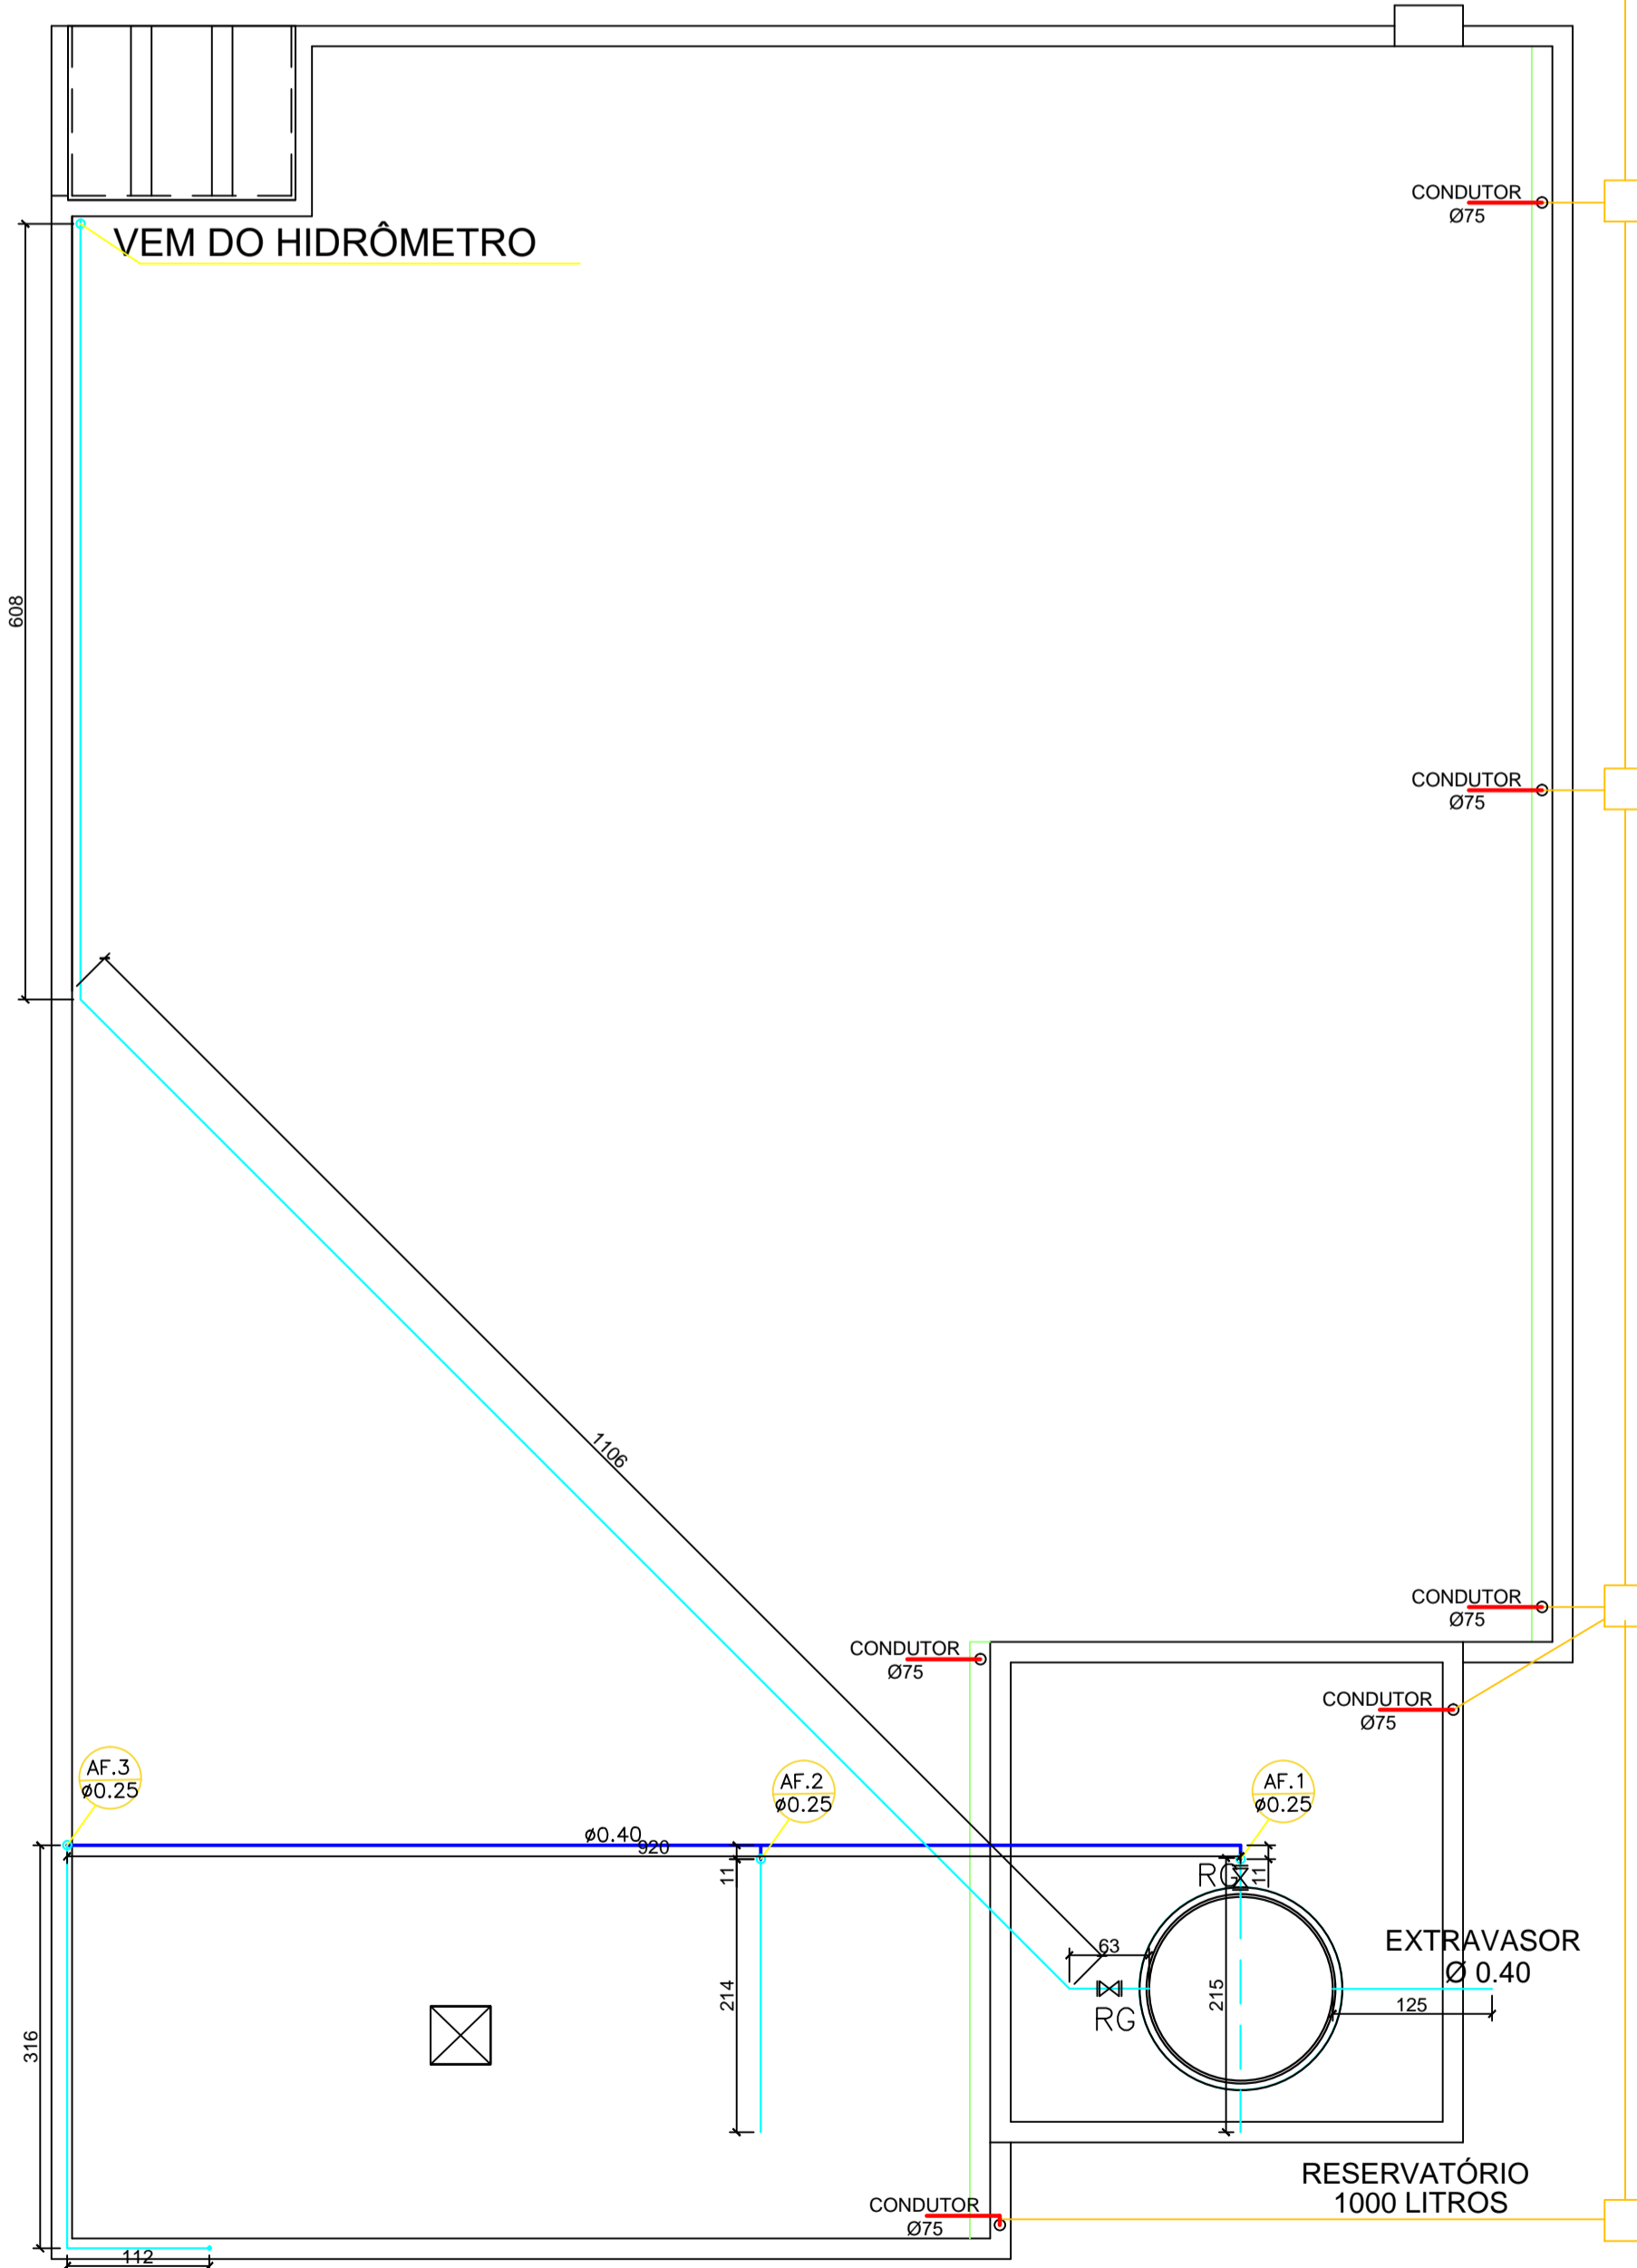 CONDUTOR
Ø75
VEM DO HIDRÔMETRO
608
CONDUTOR
Ø75
1106
CONDUTOR
Ø75
CONDUTOR
Ø75
CONDUTOR
Ø75
AF.3
ø0.25
AF.2
ø0.25
AF.1
ø0.25
ø0.40
920
11
RG
11
63
EXTRAVASOR
Ø 0.40
214
215
125
RG
316
RESERVATÓRIO
1000 LITROS
CONDUTOR
Ø75
112